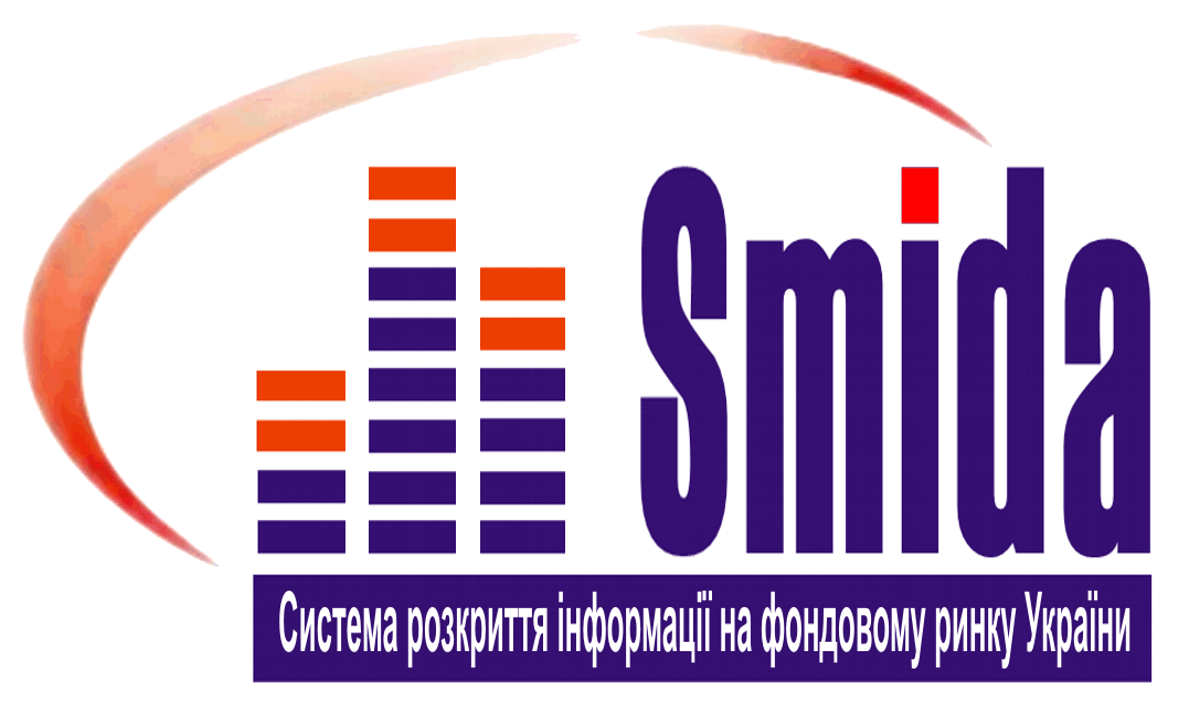 Smida
Система розкриття інформації на фондовому ринку України